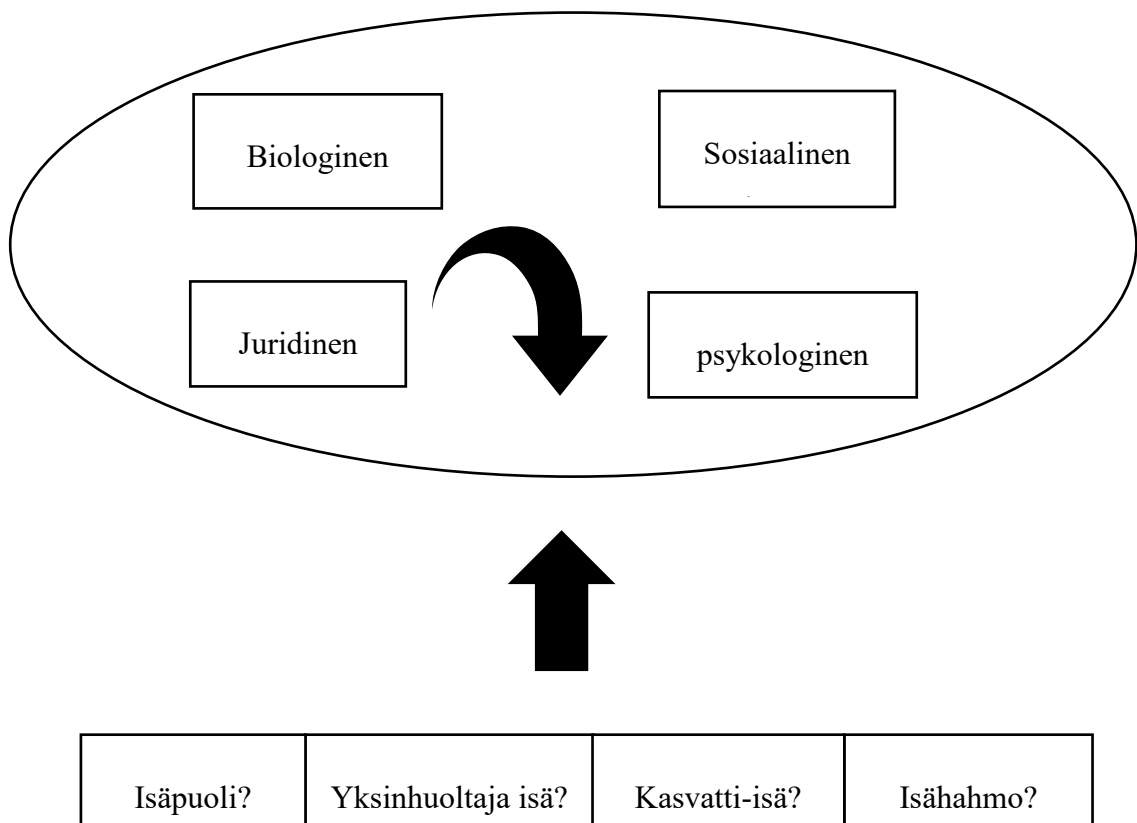 Biologinen
Sosiaalinen
Juridinen
psykologinen
Isäpuoli?
Yksinhuoltaja isä?
Kasvatti-isä?
Isähahmo?